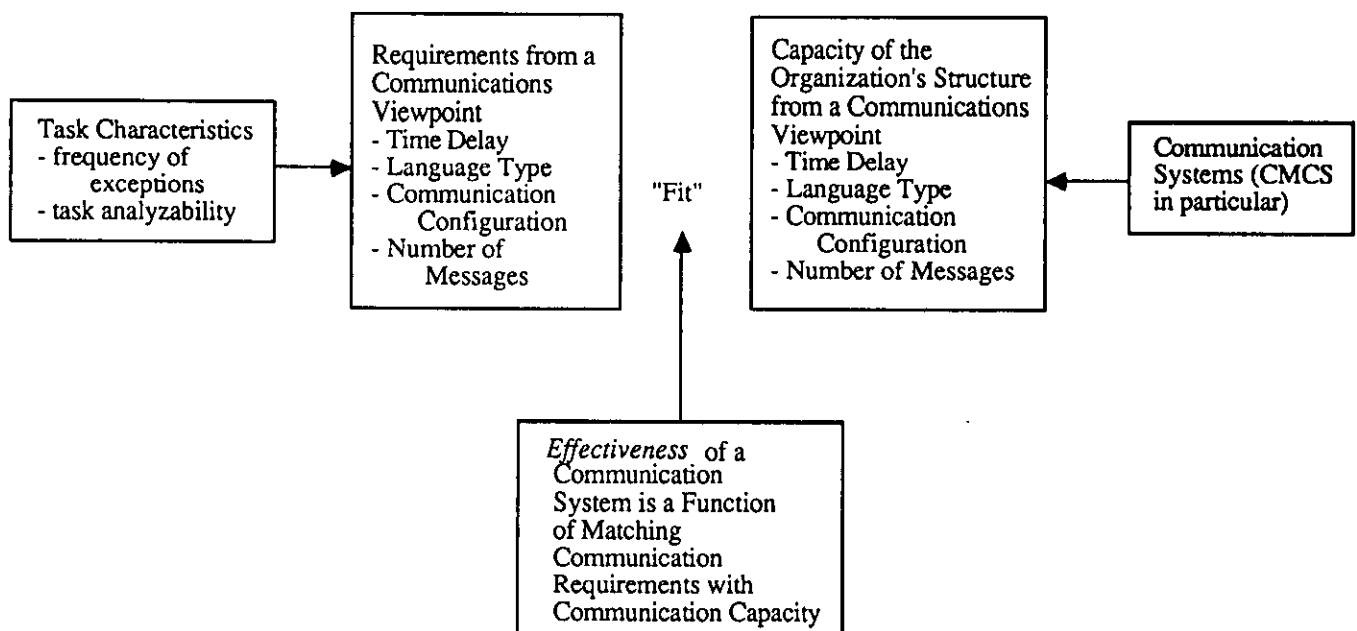 Task Characteristics
- frequency of
exceptions
- task analyzability
Requirements from a
Communications
Viewpoint
- Time Delay
- Language Type
- Communication
Configuration
- Number of
Messages
"Fit"
Capacity of the
Organization's Structure
from a Communications
Viewpoint
- Time Delay
- Language Type
- Communication
Configuration
- Number of Messages
Communication
Systems (CMCS
in particular)
Effectiveness of a
Communication
System is a Function
of Matching
Communication
Requirements with
Communication Capacity